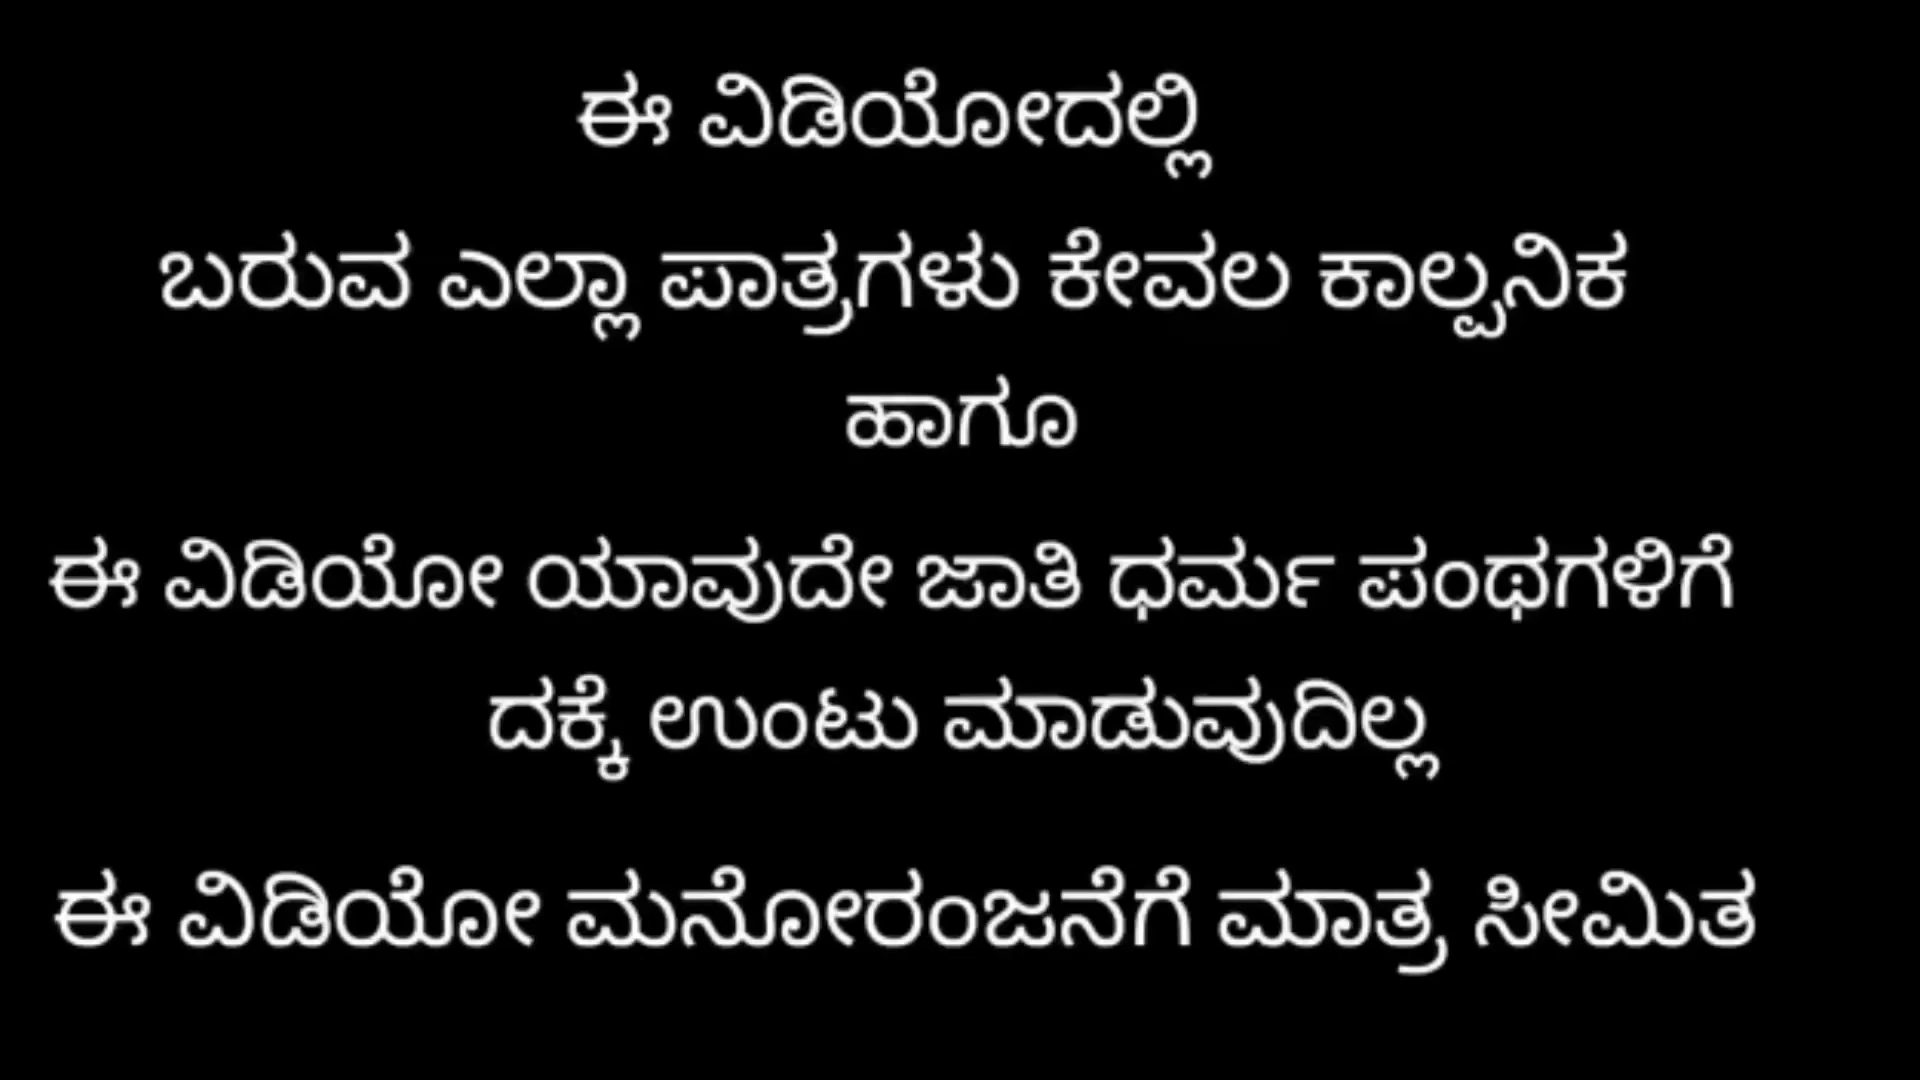 ಈ ವಿಡಿಯೋದಲ್ಲಿ
ಬರುವ ಎಲ್ಲಾ ಪಾತ್ರಗಳು ಕೇವಲ ಕಾಲ್ಪನಿಕ
ಹಾಗೂ
ಈ ವಿಡಿಯೋ ಯಾವುದೇ ಜಾತಿ ಧರ್ಮ ಪಂಥಗಳಿಗೆ
ದಕ್ಕೆ ಉಂಟು ಮಾಡುವುದಿಲ್ಲ
ಈ ವಿಡಿಯೋ ಮನೋರಂಜನೆಗೆ ಮಾತ್ರ ಸೀಮಿತ